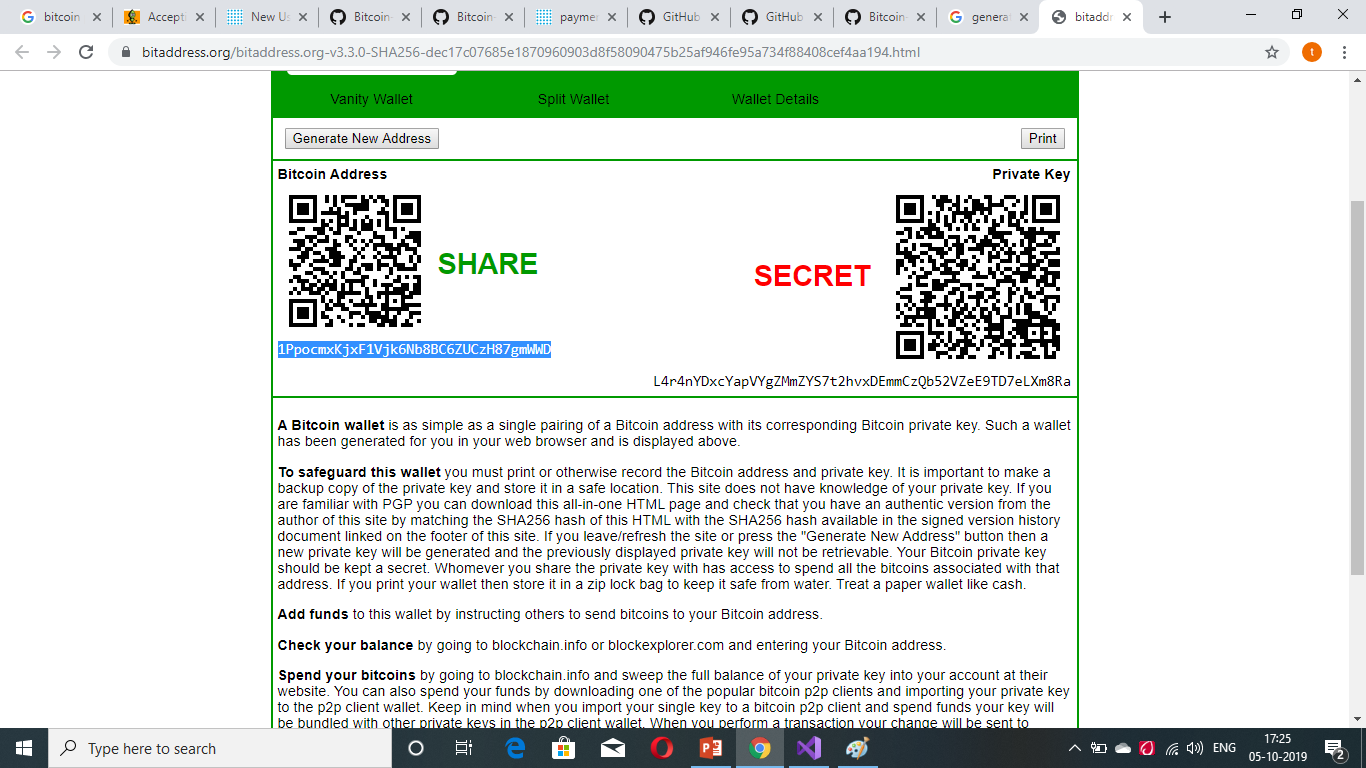 bitcoin
Accepti
New Us
Bitcoin-
Bitcoin-
paymen
GitHub
GitHub
Bitcoin-
generat
bitaddr
bitaddress.org/bitaddress.org-v3.3.0-SHA256-dec17c07685e1870960903d8f58090475b25af946fe95a734f88408cef4aa194.html
t
Vanity Wallet Split Wallet Wallet Details
Generate New Address Print
Bitcoin Address Private Key
SHARE
SECRET
1PpocmxKjxF1Vjk6Nb8BC6ZUCzH87gmWWD
L4r4nYDxcYapVYgZMmZYS7t2hvxDEmmCzQb52VZeE9TD7eLXm8Ra
A Bitcoin wallet is as simple as a single pairing of a Bitcoin address with its corresponding Bitcoin private key. Such a wallet
has been generated for you in your web browser and is displayed above.
To safeguard this wallet you must print or otherwise record the Bitcoin address and private key. It is important to make a
backup copy of the private key and store it in a safe location. This site does not have knowledge of your private key. If you
are familiar with PGP you can download this all-in-one HTML page and check that you have an authentic version from the
author of this site by matching the SHA256 hash of this HTML with the SHA256 hash available in the signed version history
document linked on the footer of this site. If you leave/refresh the site or press the "Generate New Address" button then a
new private key will be generated and the previously displayed private key will not be retrievable. Your Bitcoin private key
should be kept a secret. Whomever you share the private key with has access to spend all the bitcoins associated with that
address. If you print your wallet then store it in a zip lock bag to keep it safe from water. Treat a paper wallet like cash.
Add funds to this wallet by instructing others to send bitcoins to your Bitcoin address.
Check your balance by going to blockchain.info or blockexplorer.com and entering your Bitcoin address.
Spend your bitcoins by going to blockchain.info and sweep the full balance of your private key into your account at their
website. You can also spend your funds by downloading one of the popular bitcoin p2p clients and importing your private key
to the p2p client wallet. Keep in mind when you import your single key to a bitcoin p2p client and spend funds your key will
be bundled with other private keys in the p2p client wallet. When you perform a transaction your change will be sent to
Type here to search
ENG
17:25
05-10-2019
2